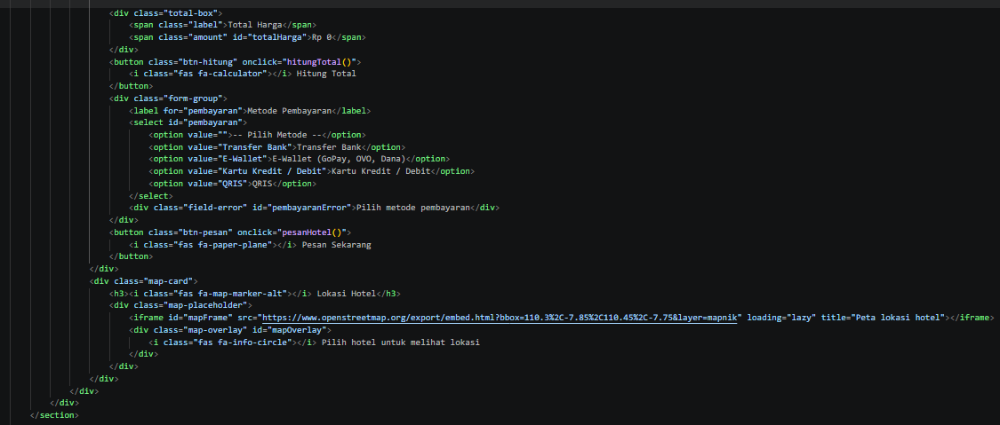 <div class="total-box">
<span class="label">Total Harga</span>
<span class="amount" id="totalHarga">Rp 0</span>
</div>
<button class="btn-hitung" onclick="hitungTotal()">
<i class="fas fa-calculator"></i> Hitung Total
</button>
<div class="form-group">
<label for="pembayaran">Metode Pembayaran</label>
<select id="pembayaran">
<option value="">-- Pilih Metode --</option>
<option value="Transfer Bank">Transfer Bank</option>
<option value="E-Wallet">E-Wallet (GoPay, OVO, Dana)</option>
<option value="Kartu Kredit / Debit">Kartu Kredit / Debit</option>
<option value="QRIS">QRIS</option>
</select>
<div class="field-error" id="pembayaranError">Pilih metode pembayaran</div>
</div>
<button class="btn-pesan" onclick="pesanHotel()">
<i class="fas fa-paper-plane"></i> Pesan Sekarang
</button>
</div>
<div class="map-card">
<h3><i class="fas fa-map-marker-alt"></i> Lokasi Hotel</h3>
<div class="map-placeholder">
<iframe id="mapFrame" src="https://www.openstreetmap.org/export/embed.html?bbox=110.3%2C-7.85%2C110.45%2C-7.75&layer=mapnik" loading="lazy" title="Peta lokasi hotel"></iframe>
<div class="map-overlay" id="mapOverlay">
<i class="fas fa-info-circle"></i> Pilih hotel untuk melihat lokasi
</div>
</div>
</div>
</div>
</div>
</section>